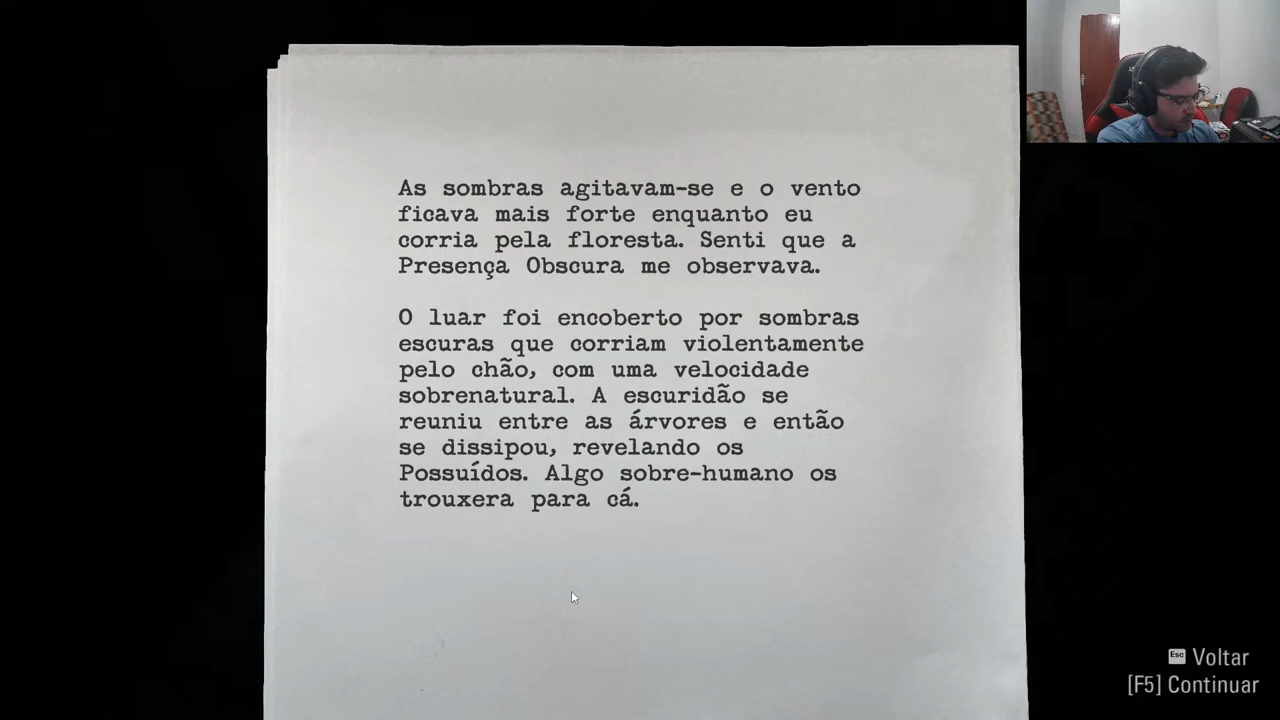 As sombras agitavam-se e o vento
ficava mais forte enquanto eu
corria pela floresta. Senti que a
Presença Obscura me observava.
O luar foi encoberto por sombras
escuras que corriam violentamente
pelo chão, com uma velocidade
sobrenatural. A escuridão se
reuniu entre as árvores e então
se dissipou, revelando os
Possuídos. Algo sobre-humano os
trouxera para cá.
Esc Voltar
[F5] Continuar